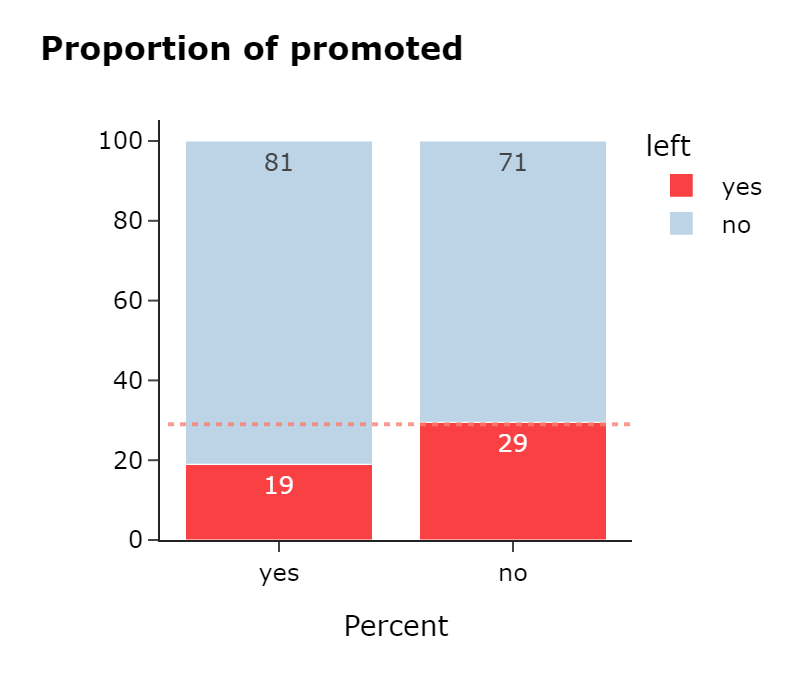 Proportion of promoted
100
80
60
40
20
0
81
71
19
29
yes
no
Percent
left
yes
no